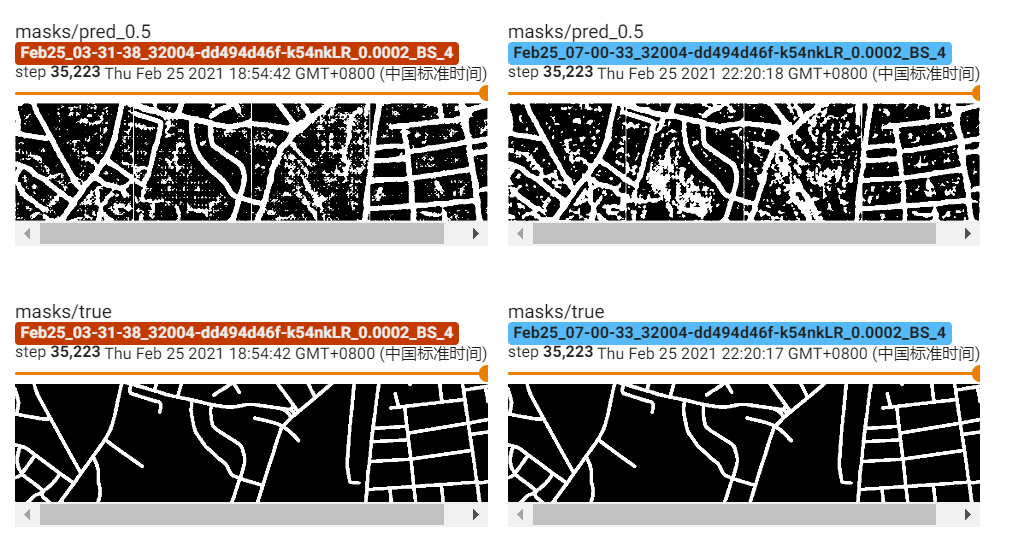 masks/pred_0.5
Feb25_03-31-38_32004-dd494d46f-k54nkLR_0.0002_BS_4
step 35,223 Thu Feb 25 2021 18:54:42 GMT+0800 (中国标准时间)
masks/pred_0.5
Feb25_07-00-33_32004-dd494d46f-k54nkLR_0.0002_BS_4
step 35,223 Thu Feb 25 2021 22:20:18 GMT+0800 (中国标准时间)
masks/true
Feb25_03-31-38_32004-dd494d46f-k54nkLR_0.0002_BS_4
step 35,223 Thu Feb 25 2021 18:54:42 GMT+0800 (中国标准时间)
masks/true
Feb25_07-00-33_32004-dd494d46f-k54nkLR_0.0002_BS_4
step 35,223 Thu Feb 25 2021 22:20:17 GMT+0800 (中国标准时间)